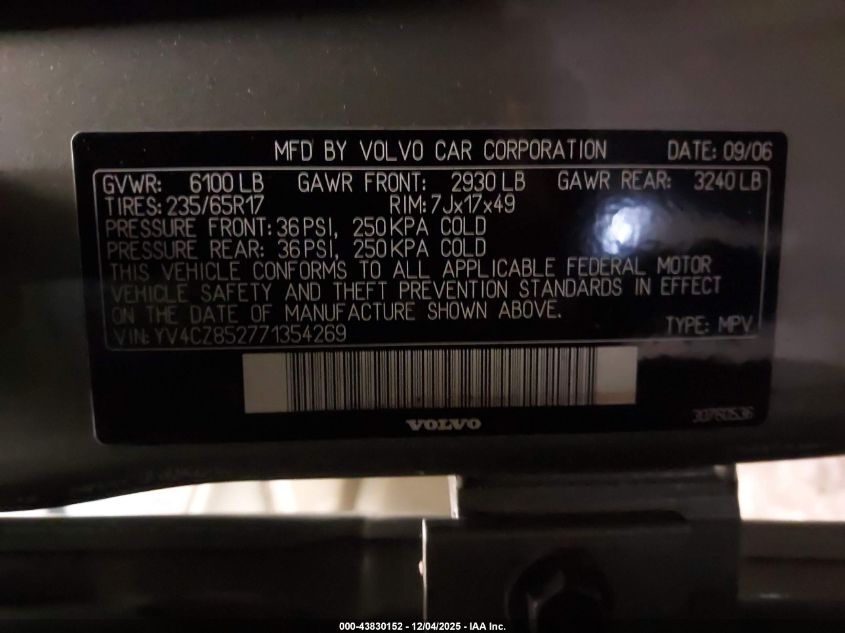 MFD BY VOLVO CAR CORPORATION DATE: 09/06
GVWR: 6100 LB GAWR FRONT: 2930 LB GAWR REAR: 3240 LB
TIRES: 235/65R17 RIM: 7Jx17x49
PRESSURE FRONT: 36 PSI, 250 KPA COLD
PRESSURE REAR: 36 PSI, 250 KPA COLD
THIS VEHICLE CONFORMS TO ALL APPLICABLE FEDERAL MOTOR
VEHICLE SAFETY AND THEFT PREVENTION STANDARDS IN EFFECT
ON THE DATE OF MANUFACTURE SHOWN ABOVE.
VIN: YV4CZ852771354269 TYPE: MPV
VOLVO 30760536
000-43830152 - 12/04/2025 - IAA Inc.